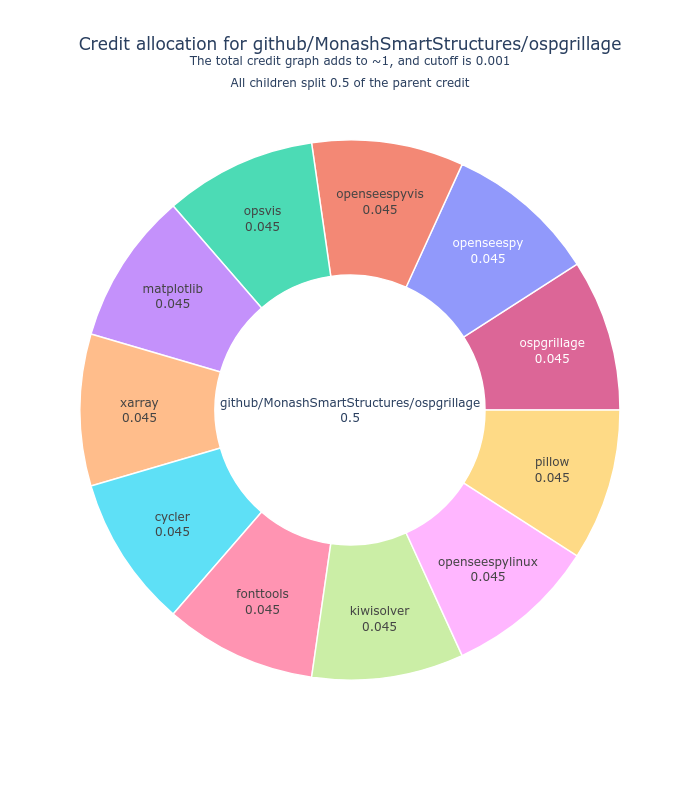 Credit allocation for github/MonashSmartStructures/ospgrillage
The total credit graph adds to ~1, and cutoff is 0.001
All children split 0.5 of the parent credit
openseespyvis
0.045
opsvis
0.045
openseespy
0.045
matplotlib
0.045
ospgrillage
0.045
xarray
0.045
github/MonashSmartStructures/ospgrillage
0.5
pillow
0.045
cycler
0.045
openseespylinux
0.045
fonttools
0.045
kiwisolver
0.045